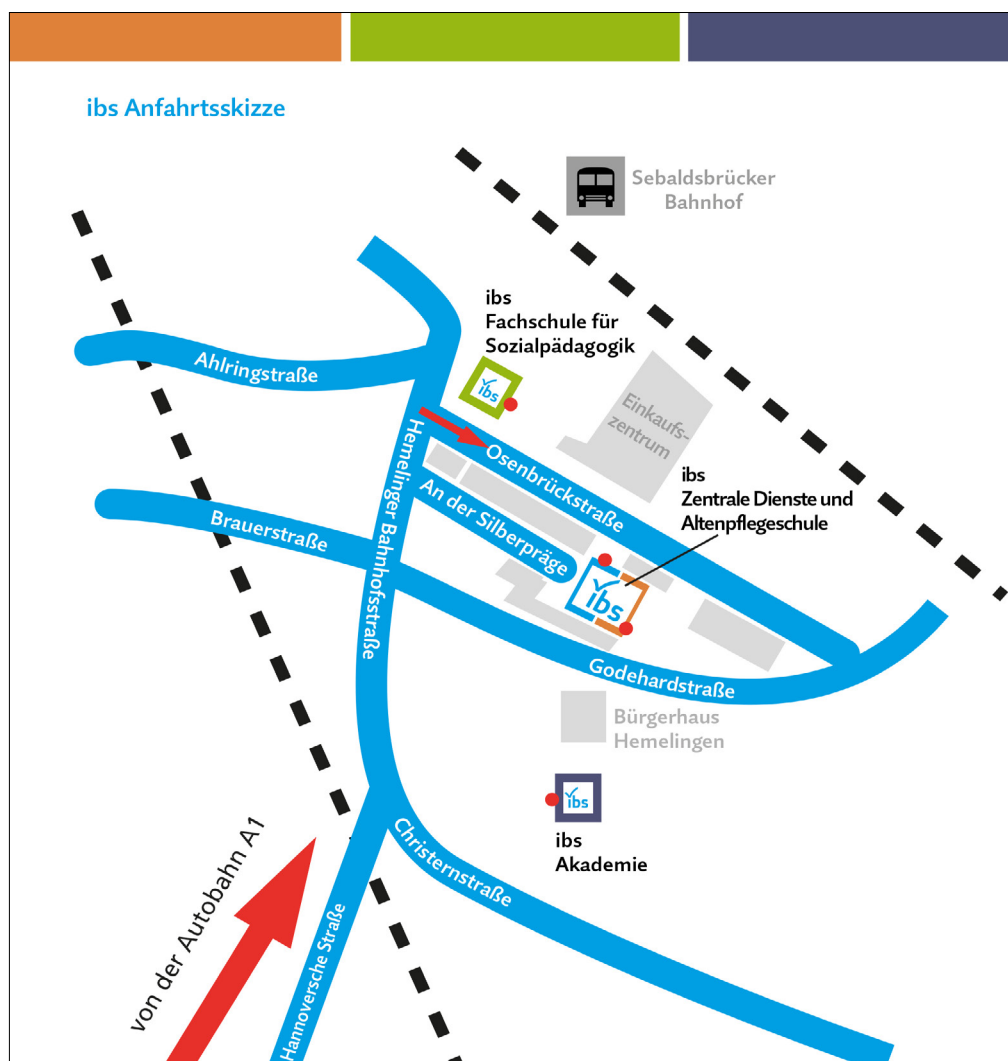 ibs Anfahrtsskizze
Sebaldsbrücker
Bahnhof
ibs
Fachschule für
Sozialpädagogik
ibs
Ahlringstraße
Einkaufs-
zentrum
Hemelinger Bahnhofsstraße
Osenbrückstraße
ibs
Zentrale Dienste und
Altenpflegeschule
An der Silberpräge
Brauerstraße
ibs
Godehardstraße
Bürgerhaus
Hemelingen
ibs
ibs
Akademie
Christernstraße
von der Autobahn A1
Hannoversche Straße